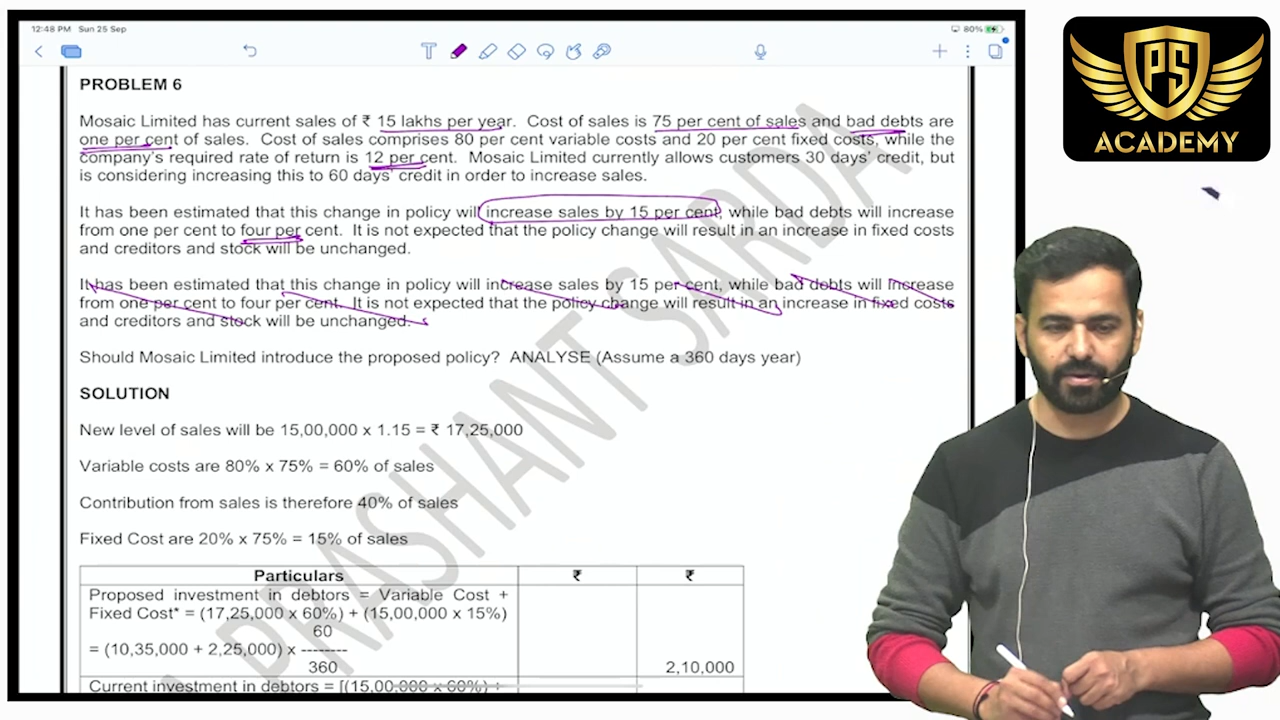 12:48 PM Sun 25 Sep
80%
PS
ACADEMY
PROBLEM 6
Mosaic Limited has current sales of ₹ 15 lakhs per year. Cost of sales is 75 per cent of sales and bad debts are
one per cent of sales. Cost of sales comprises 80 per cent variable costs and 20 per cent fixed costs, while the
company's required rate of return is 12 per cent. Mosaic Limited currently allows customers 30 days' credit, but
is considering increasing this to 60 days' credit in order to increase sales.
It has been estimated that this change in policy will increase sales by 15 per cent, while bad debts will increase
from one per cent to four per cent. It is not expected that the policy change will result in an increase in fixed costs
and creditors and stock will be unchanged.
It has been estimated that this change in policy will increase sales by 15 per cent, while bad debts will increase
from one per cent to four per cent. It is not expected that the policy change will result in an increase in fixed costs
and creditors and stock will be unchanged.
Should Mosaic Limited introduce the proposed policy? ANALYSE (Assume a 360 days year)
SOLUTION
New level of sales will be 15,00,000 x 1.15 = ₹ 17,25,000
Variable costs are 80% x 75% = 60% of sales
Contribution from sales is therefore 40% of sales
Fixed Cost are 20% x 75% = 15% of sales
Particulars ₹ ₹
Proposed investment in debtors = Variable Cost +
Fixed Cost* = (17,25,000 x 60%) + (15,00,000 x 15%)
60
= (10,35,000 + 2,25,000) x --------
360 2,10,000
Current investment in debtors = [(15,00,000 x 60%) +
PRASHANT SARDA